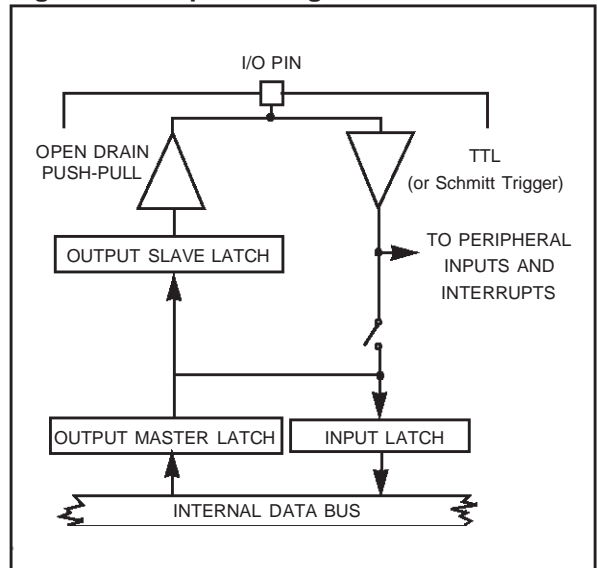 I/O PIN
OPEN DRAIN
PUSH-PULL
TTL
(or Schmitt Trigger)
OUTPUT SLAVE LATCH
TO PERIPHERAL
INPUTS AND
INTERRUPTS
OUTPUT MASTER LATCH
INPUT LATCH
INTERNAL DATA BUS